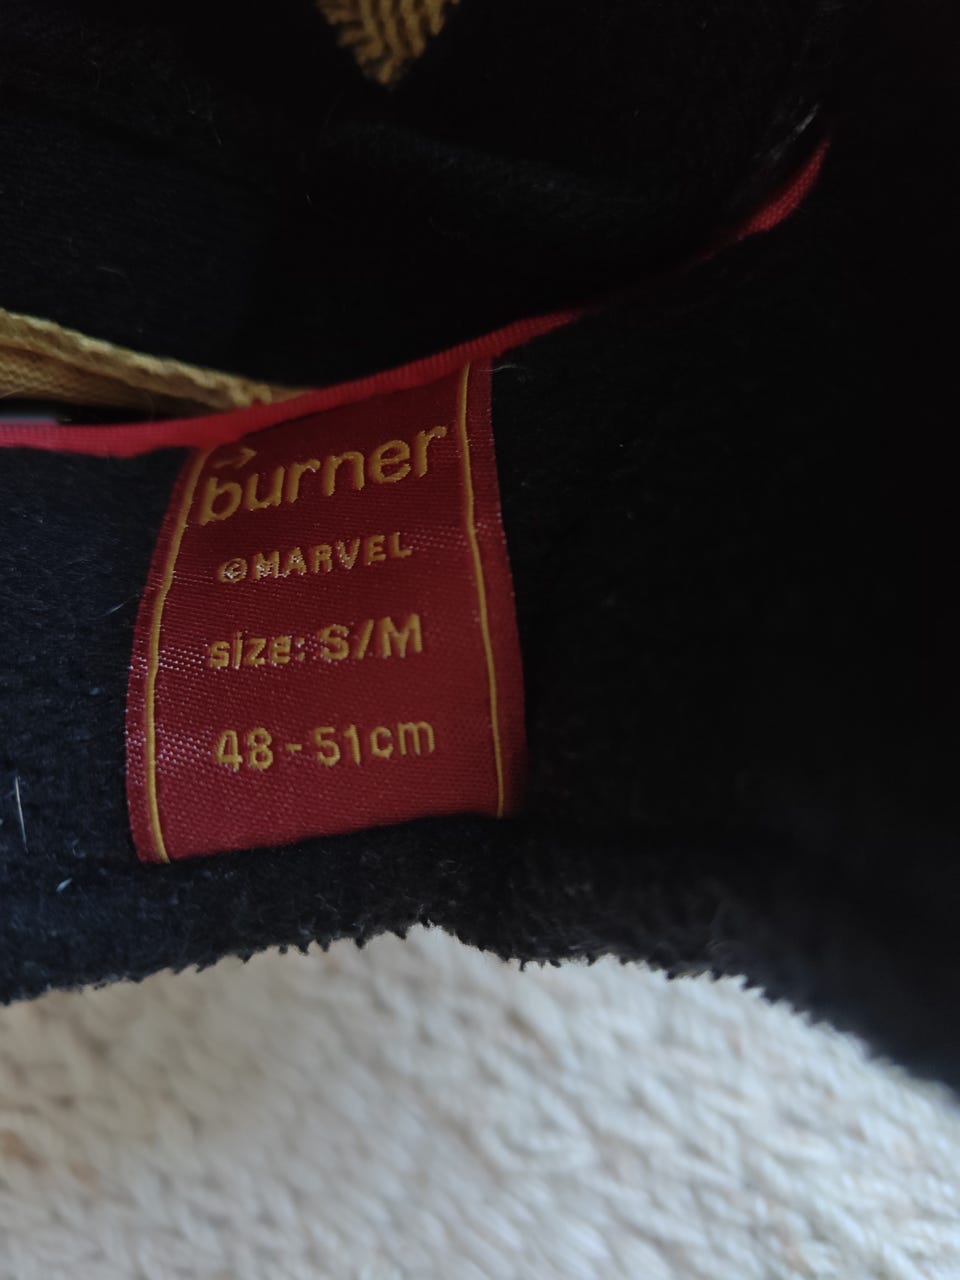 burner
©MARVEL
size: S/M
48-51cm